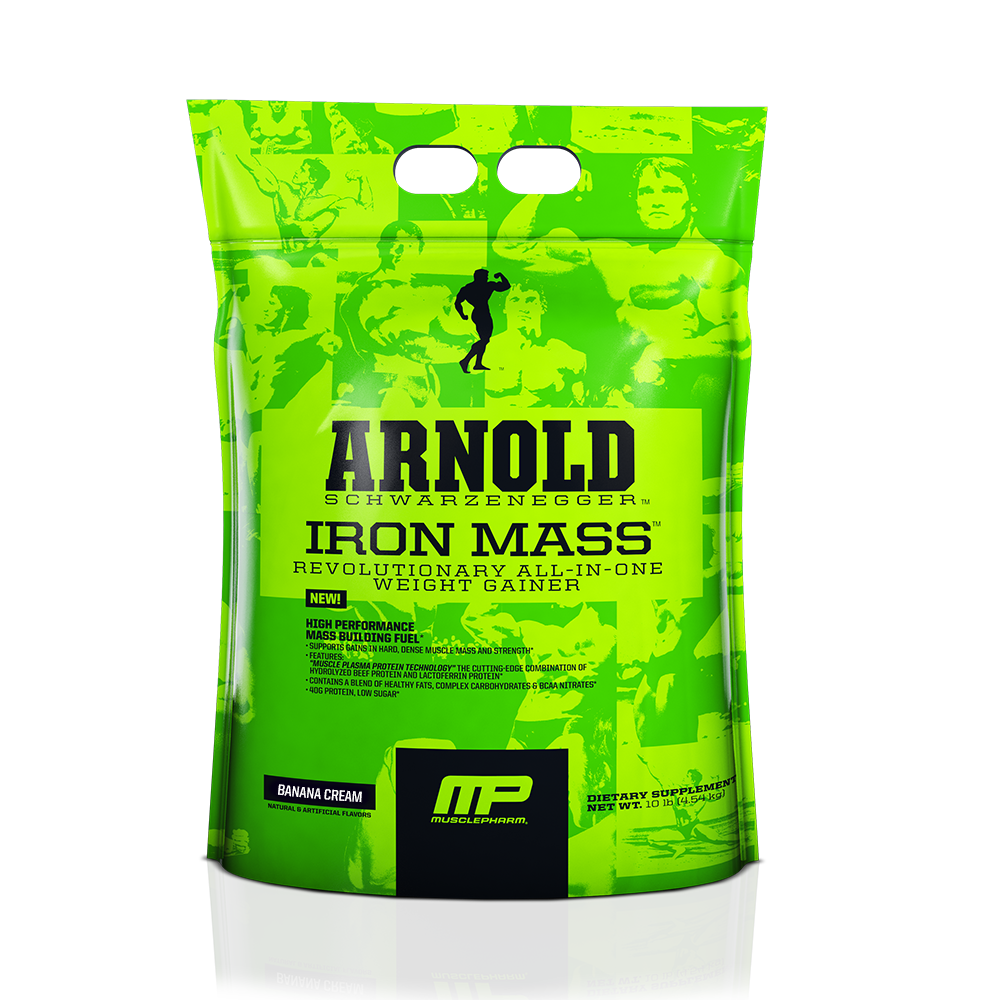 ™
ARNOLD
SCHWARZENEGGER™
IRON MASS™
REVOLUTIONARY ALL-IN-ONE
WEIGHT GAINER
NEW!
HIGH PERFORMANCE
MASS BUILDING FUEL*
• SUPPORTS GAINS IN HARD, DENSE MUSCLE MASS AND STRENGTH*
• FEATURES:
"MUSCLE PLASMA PROTEIN TECHNOLOGY" THE CUTTING-EDGE COMBINATION OF
HYDROLYZED BEEF PROTEIN AND LACTOFERRIN PROTEIN*
• CONTAINS A BLEND OF HEALTHY FATS, COMPLEX CARBOHYDRATES & BCAA NITRATES*
• 40G PROTEIN, LOW SUGAR*
BANANA CREAM
NATURAL & ARTIFICIAL FLAVORS
MP
MUSCLEPHARM®
DIETARY SUPPLEMENT
NET WT. 10 lb (4.54 kg)